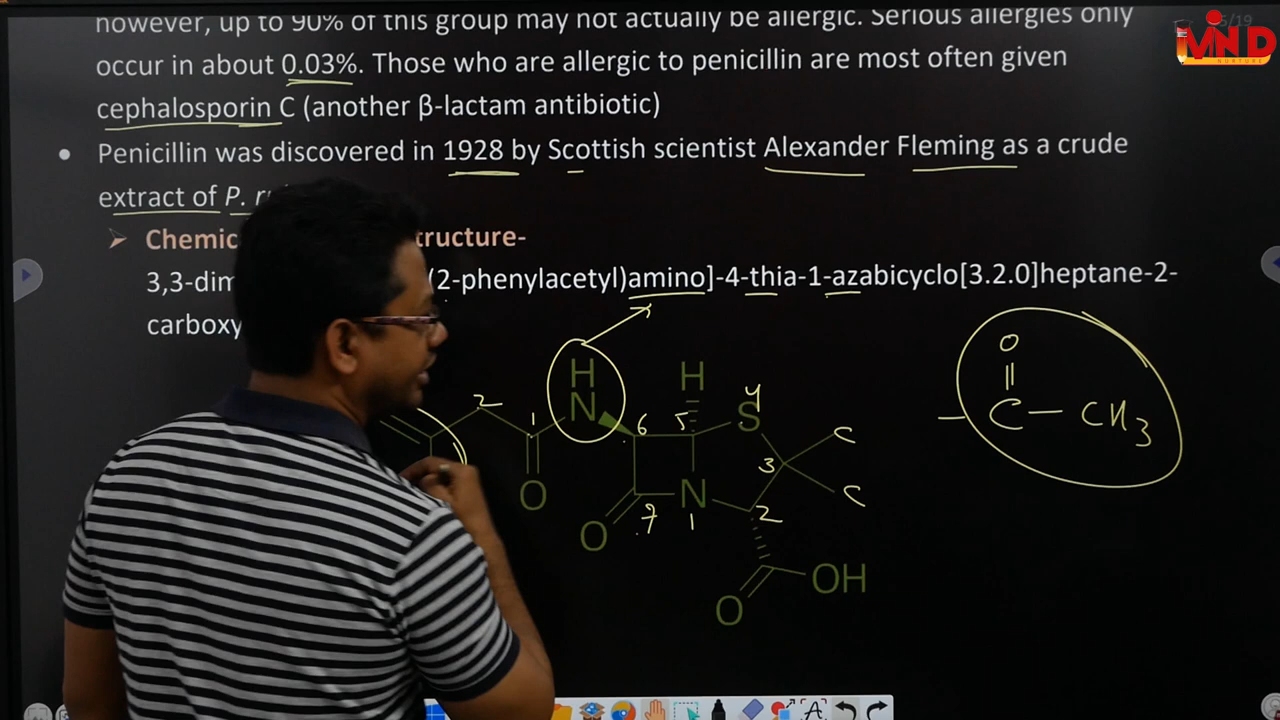 however, up to 90% of this group may not actually be allergic. Serious allergies only
occur in about 0.03%. Those who are allergic to penicillin are most often given
cephalosporin C (another β-lactam antibiotic)
• Penicillin was discovered in 1928 by Scottish scientist Alexander Fleming as a crude
extract of P. r
Chemic tructure-
3,3-dim (2-phenylacetyl)amino]-4-thia-1-azabicyclo[3.2.0]heptane-2-
carboxy
O
||
– C – CH3
H
N
H
S
4
2
1
6
5
3
C
C
O
7
N
1
2
O
OH
O
/19
MIND
NURTURE
A